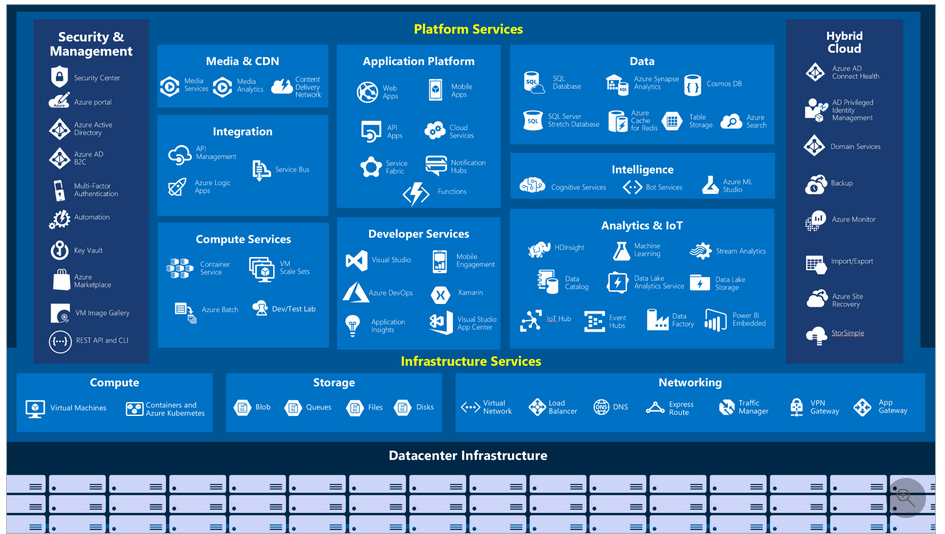 Platform Services
Security &
Management
Security Center
Azure portal
Azure Active
Directory
Azure AD
B2C
Multi-Factor
Authentication
Automation
Key Vault
Azure
Marketplace
VM Image Gallery
REST API and CLI
Media & CDN
Media
Services
Media
Analytics
Content
Delivery
Network
Integration
API
Management
Service Bus
Azure Logic
Apps
Compute Services
Container
Service
VM
Scale Sets
Azure Batch
Dev/Test Lab
Application Platform
Web
Apps
Mobile
Apps
API
Apps
Cloud
Services
Service
Fabric
Notification
Hubs
Functions
Developer Services
Visual Studio
Mobile
Engagement
Azure DevOps
Xamarin
Application
Insights
Visual Studio
App Center
Data
SQL
Database
Azure Synapse
Analytics
Cosmos DB
SQL Server
Stretch Database
Azure
Cache
for Redis
Table
Storage
Azure
Search
SQL
SQL
Intelligence
Cognitive Services
Bot Services
Azure ML
Studio
Analytics & IoT
HDInsight
Machine
Learning
Stream Analytics
Data
Catalog
Data Lake
Analytics Service
Data Lake
Storage
IoT Hub
Event
Hubs
Data
Factory
Power BI
Embedded
Hybrid
Cloud
Azure AD
Connect Health
AD Privileged
Identity
Management
Domain Services
Backup
Azure Monitor
Import/Export
Azure Site
Recovery
StorSimple
Infrastructure Services
Compute
Virtual Machines
Containers and
Azure Kubernetes
Storage
Blob
Queues
Files
Disks
Networking
Virtual
Network
Load
Balancer
DNS
DNS
Express
Route
Traffic
Manager
VPN
Gateway
App
Gateway
Datacenter Infrastructure